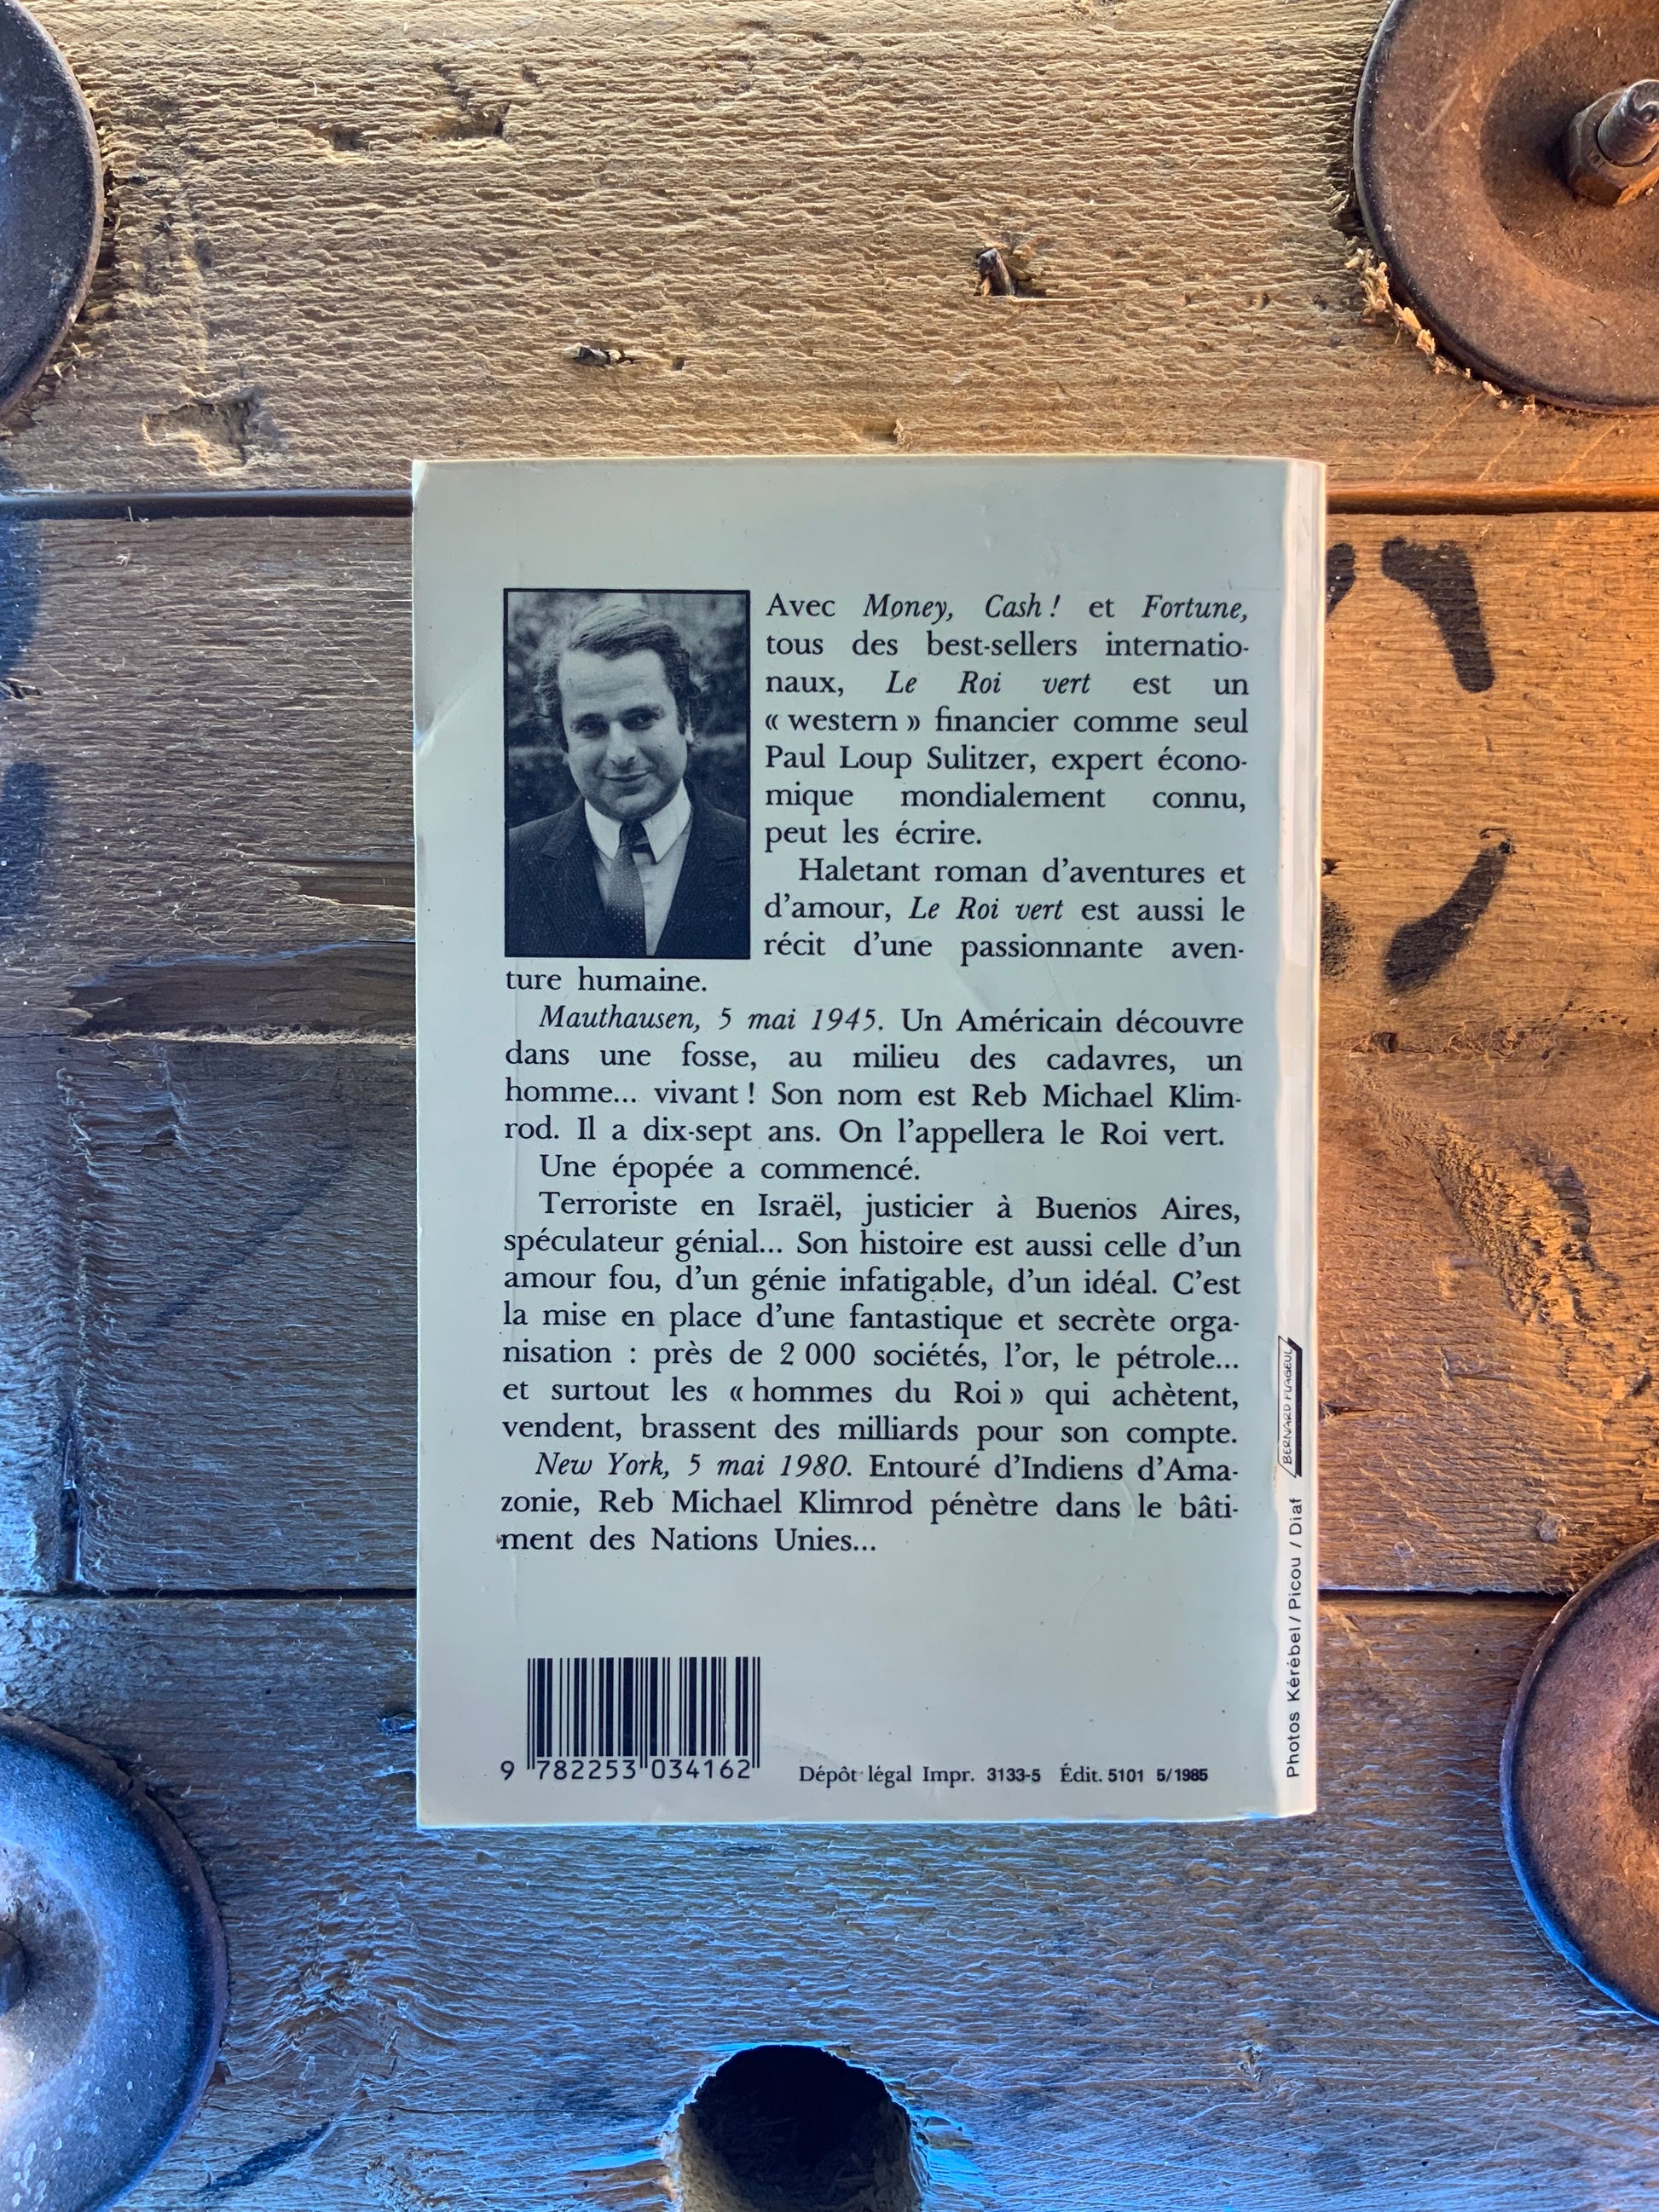 Avec Money, Cash ! et Fortune,
tous des best-sellers internatio-
naux, Le Roi vert est un
« western » financier comme seul
Paul Loup Sulitzer, expert écono-
mique mondialement connu,
peut les écrire.
Haletant roman d'aventures et
d'amour, Le Roi vert est aussi le
récit d'une passionnante aven-
ture humaine.
Mauthausen, 5 mai 1945. Un Américain découvre
dans une fosse, au milieu des cadavres, un
homme... vivant ! Son nom est Reb Michael Klim-
rod. Il a dix-sept ans. On l'appellera le Roi vert.
Une épopée a commencé.
Terroriste en Israël, justicier à Buenos Aires,
spéculateur génial... Son histoire est aussi celle d'un
amour fou, d'un génie infatigable, d'un idéal. C'est
la mise en place d'une fantastique et secrète orga-
nisation : près de 2 000 sociétés, l'or, le pétrole...
et surtout les « hommes du Roi » qui achètent,
vendent, brassent des milliards pour son compte.
New York, 5 mai 1980. Entouré d'Indiens d'Ama-
zonie, Reb Michael Klimrod pénètre dans le bâti-
ment des Nations Unies...
9 782253 034162
Dépôt légal Impr. 3133-5 Édit. 5101 5/1985
Photos Kérébel / Picou / Diaf
BERNARD FLAGEUL